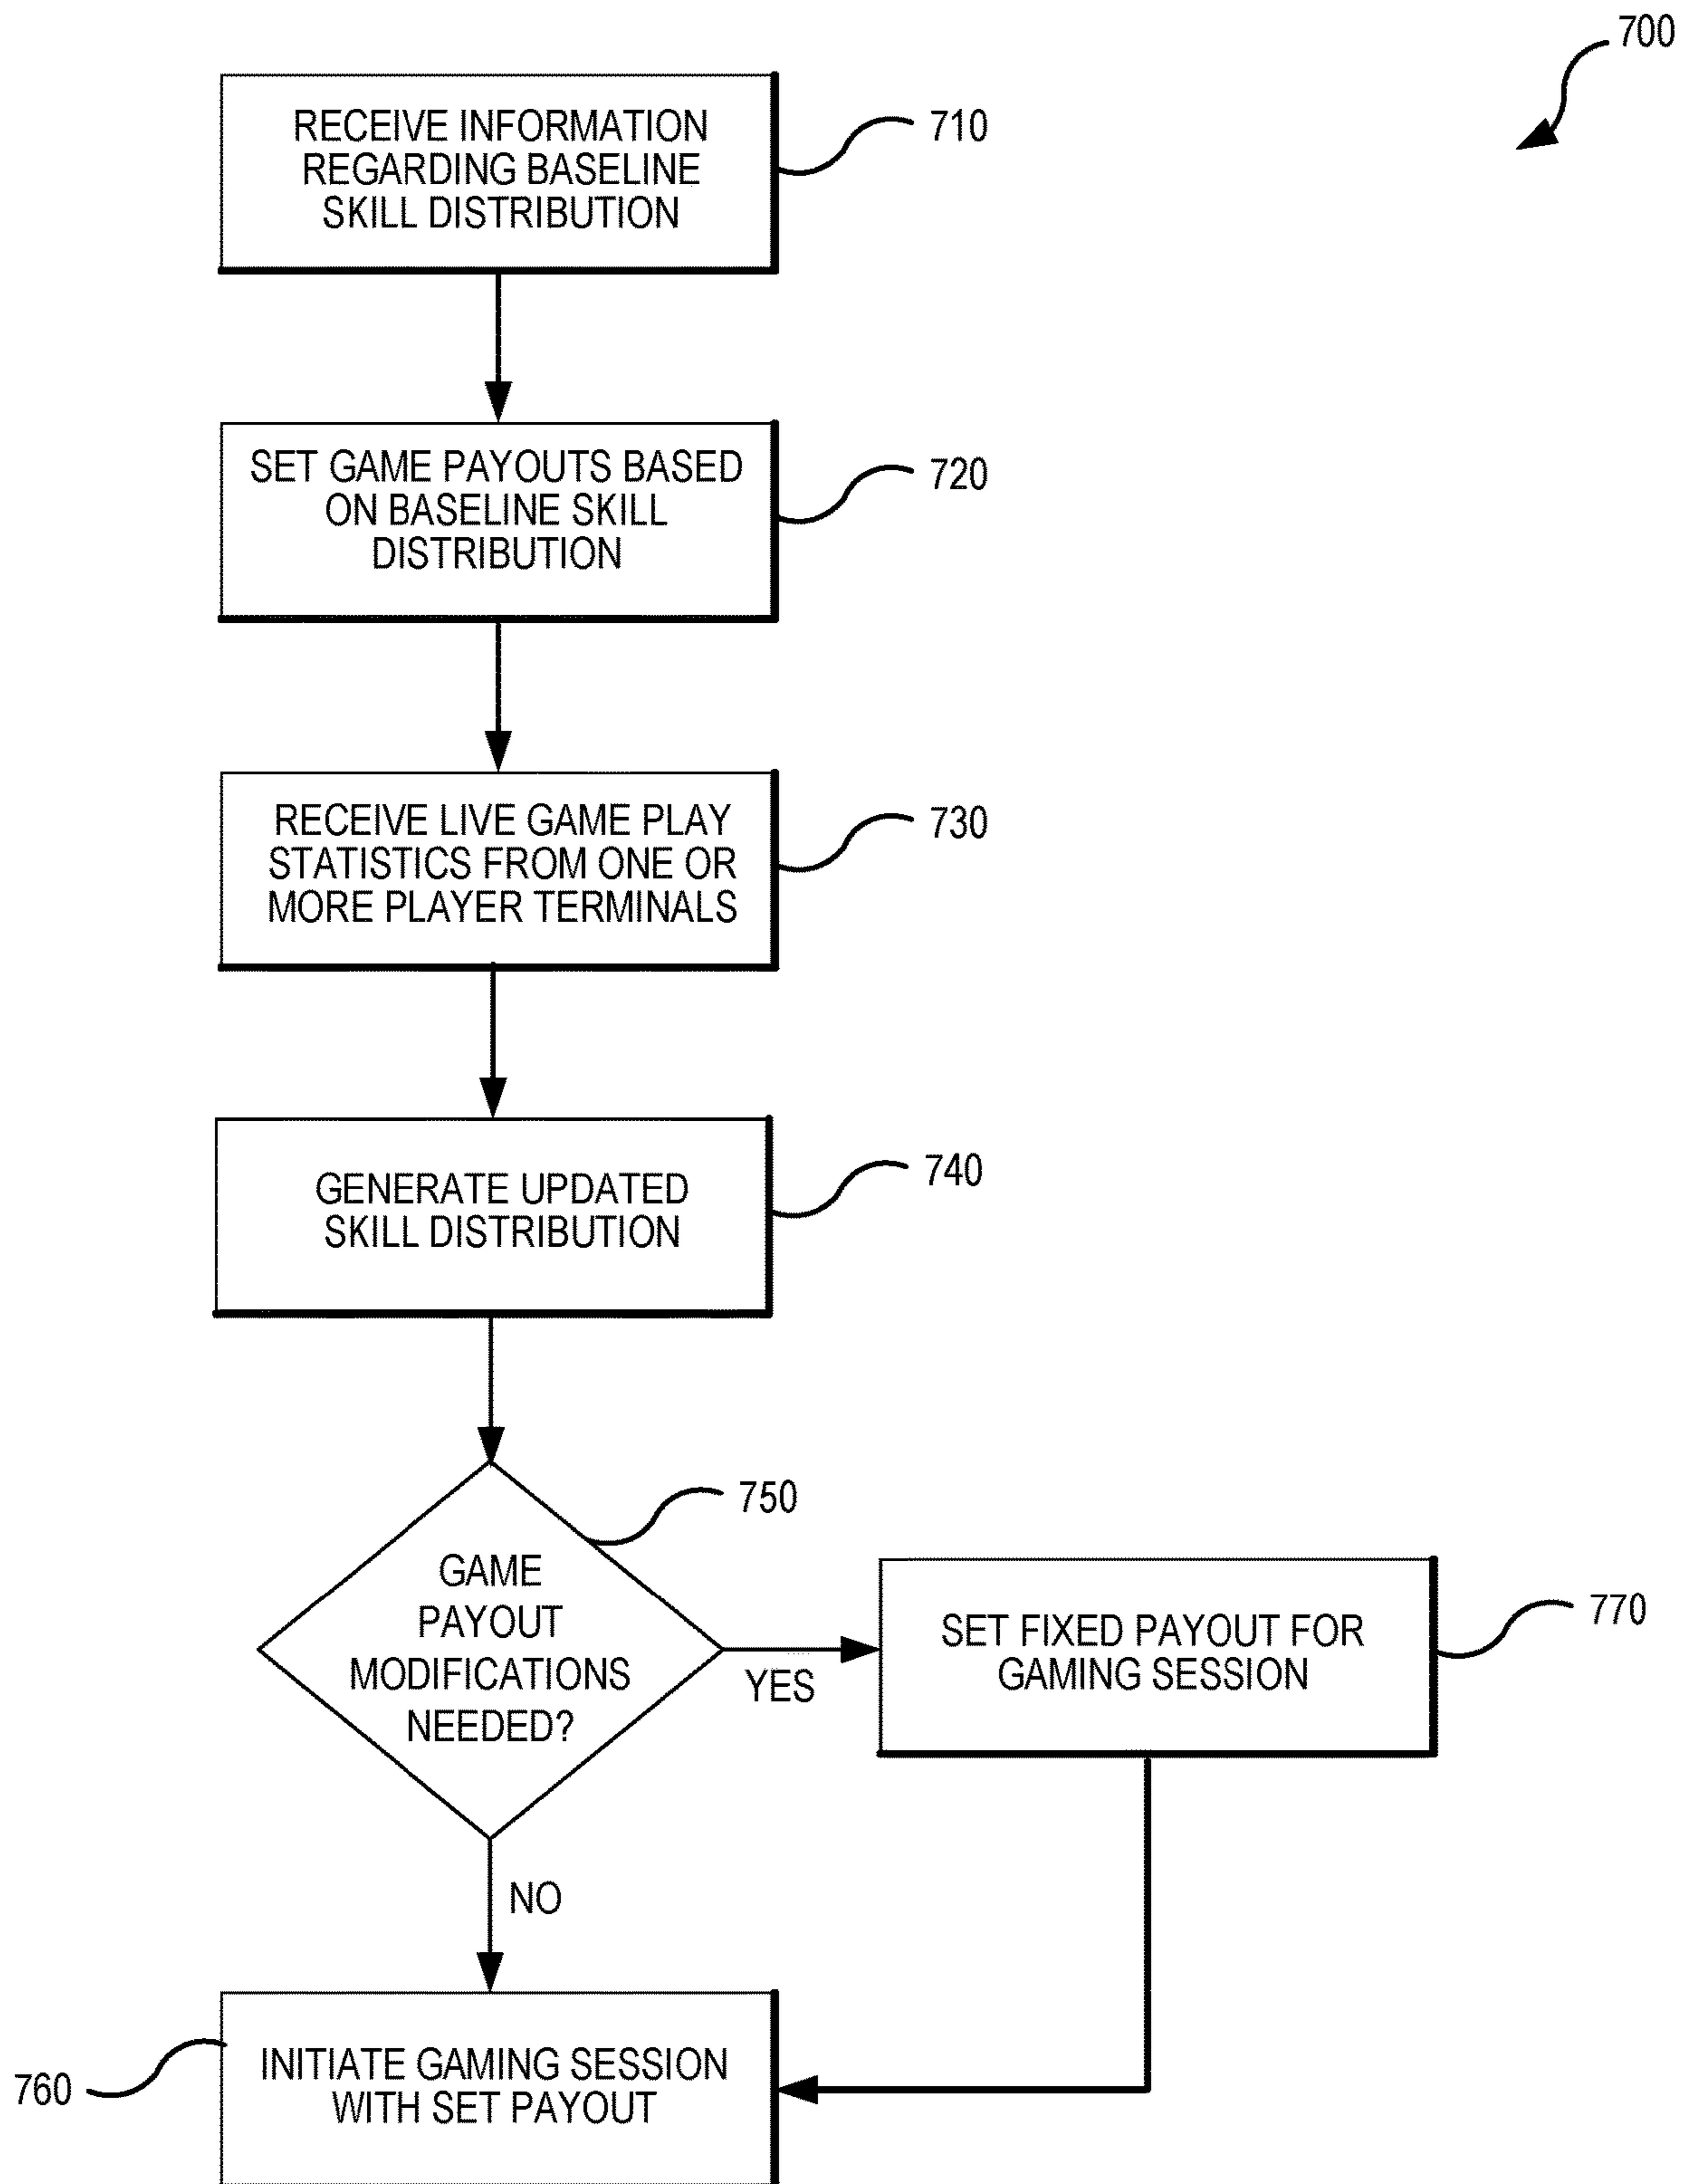 700
RECEIVE INFORMATION
REGARDING BASELINE
SKILL DISTRIBUTION
710
SET GAME PAYOUTS BASED
ON BASELINE SKILL
DISTRIBUTION
720
RECEIVE LIVE GAME PLAY
STATISTICS FROM ONE OR
MORE PLAYER TERMINALS
730
GENERATE UPDATED
SKILL DISTRIBUTION
740
750
GAME
PAYOUT
MODIFICATIONS
NEEDED?
YES
SET FIXED PAYOUT FOR
GAMING SESSION
770
NO
INITIATE GAMING SESSION
WITH SET PAYOUT
760